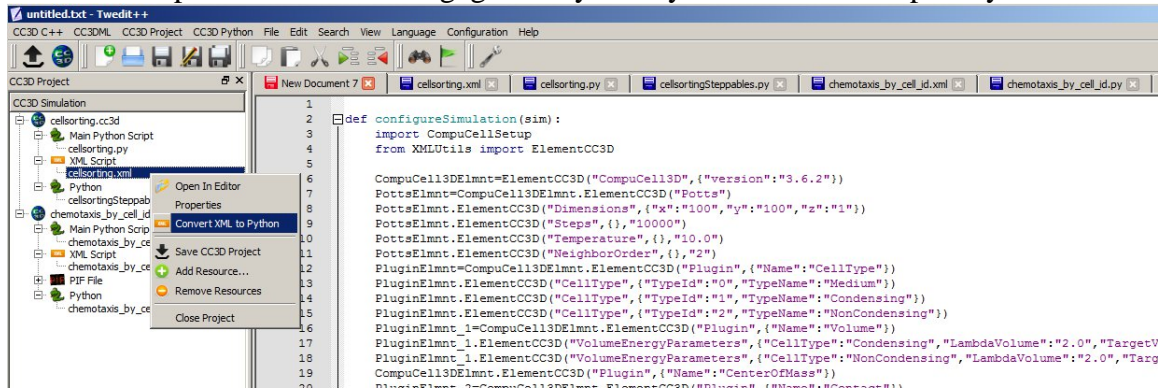 untitled.txt - Twedit++
CC3D C++ CC3DML CC3D Project CC3D Python File Edit Search View Language Configuration Help
CC3D Project
New Document 7 cellsorting.xml cellsorting.py cellsortingSteppables.py chemotaxis_by_cell_id.xml chemotaxis_by_cell_id.py
CC3D Simulation
cellsorting.cc3d
Main Python Script
cellsorting.py
XML Script
cellsorting.xml
Python
cellsortingSteppab
chemotaxis_by_cell_id
Main Python Scrip
chemotaxis_by_ce
XML Script
chemotaxis_by_ce
PIF File
Python
chemotaxis_by_ce
Open In Editor
Properties
Convert XML to Python
Save CC3D Project
Add Resource...
Remove Resources
Close Project
1
2 def configureSimulation(sim):
3 import CompuCellSetup
4 from XMLUtils import ElementCC3D
5
6 CompuCell3DElmnt=ElementCC3D("CompuCell3D",{"version":"3.6.2"})
7 PottsElmnt=CompuCell3DElmnt.ElementCC3D("Potts")
8 PottsElmnt.ElementCC3D("Dimensions",{"x":"100","y":"100","z":"1"})
9 PottsElmnt.ElementCC3D("Steps",{},"10000")
10 PottsElmnt.ElementCC3D("Temperature",{},"10.0")
11 PottsElmnt.ElementCC3D("NeighborOrder",{},"2")
12 PluginElmnt=CompuCell3DElmnt.ElementCC3D("Plugin",{"Name":"CellType"})
13 PluginElmnt.ElementCC3D("CellType",{"TypeId":"0","TypeName":"Medium"})
14 PluginElmnt.ElementCC3D("CellType",{"TypeId":"1","TypeName":"Condensing"})
15 PluginElmnt.ElementCC3D("CellType",{"TypeId":"2","TypeName":"NonCondensing"})
16 PluginElmnt_1=CompuCell3DElmnt.ElementCC3D("Plugin",{"Name":"Volume"})
17 PluginElmnt_1.ElementCC3D("VolumeEnergyParameters",{"CellType":"Condensing","LambdaVolume":"2.0","TargetV
18 PluginElmnt_1.ElementCC3D("VolumeEnergyParameters",{"CellType":"NonCondensing","LambdaVolume":"2.0","Targ
19 CompuCell3DElmnt.ElementCC3D("Plugin",{"Name":"CenterOfMass"})
20 PluginElmnt_2=CompuCell3DElmnt.ElementCC3D("Plugin",{"Name":"Contact"})